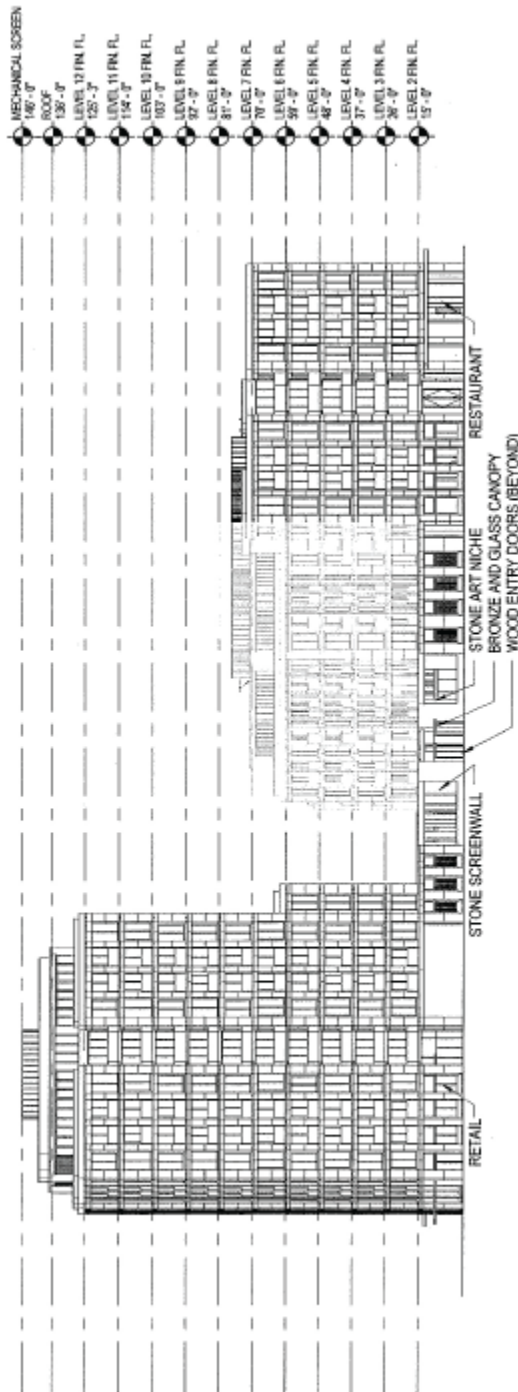 MECHANICAL SCREEN
146' - 0"
ROOF
136' - 0"
LEVEL 12 FIN. FL.
125' - 3"
LEVEL 11 FIN. FL.
114' - 0"
LEVEL 10 FIN. FL.
103' - 0"
LEVEL 9 FIN. FL.
92' - 0"
LEVEL 8 FIN. FL.
81' - 0"
LEVEL 7 FIN. FL.
70' - 0"
LEVEL 6 FIN. FL.
59' - 0"
LEVEL 5 FIN. FL.
48' - 0"
LEVEL 4 FIN. FL.
37' - 0"
LEVEL 3 FIN. FL.
26' - 0"
LEVEL 2 FIN. FL.
15' - 0"
RETAIL
STONE SCREENWALL
STONE ART NICHE
BRONZE AND GLASS CANOPY
WOOD ENTRY DOORS (BEYOND)
RESTAURANT